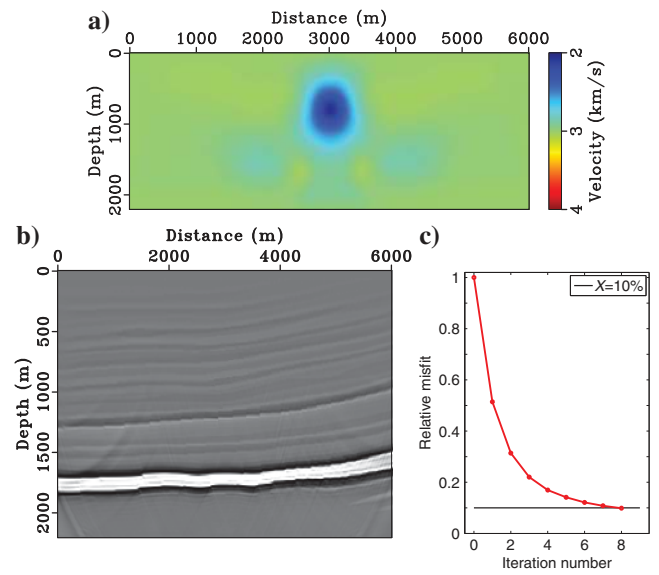 a)
Distance (m)
0 1000 2000 3000 4000 5000 6000
Depth (m)
0
1000
2000
2
3
4
Velocity (km/s)
b)
Distance (m)
0 2000 4000 6000
Depth (m)
0
500
1000
1500
2000
c)
X=10%
Relative misfit
1
0.8
0.6
0.4
0.2
0
0 2 4 6 8
Iteration number